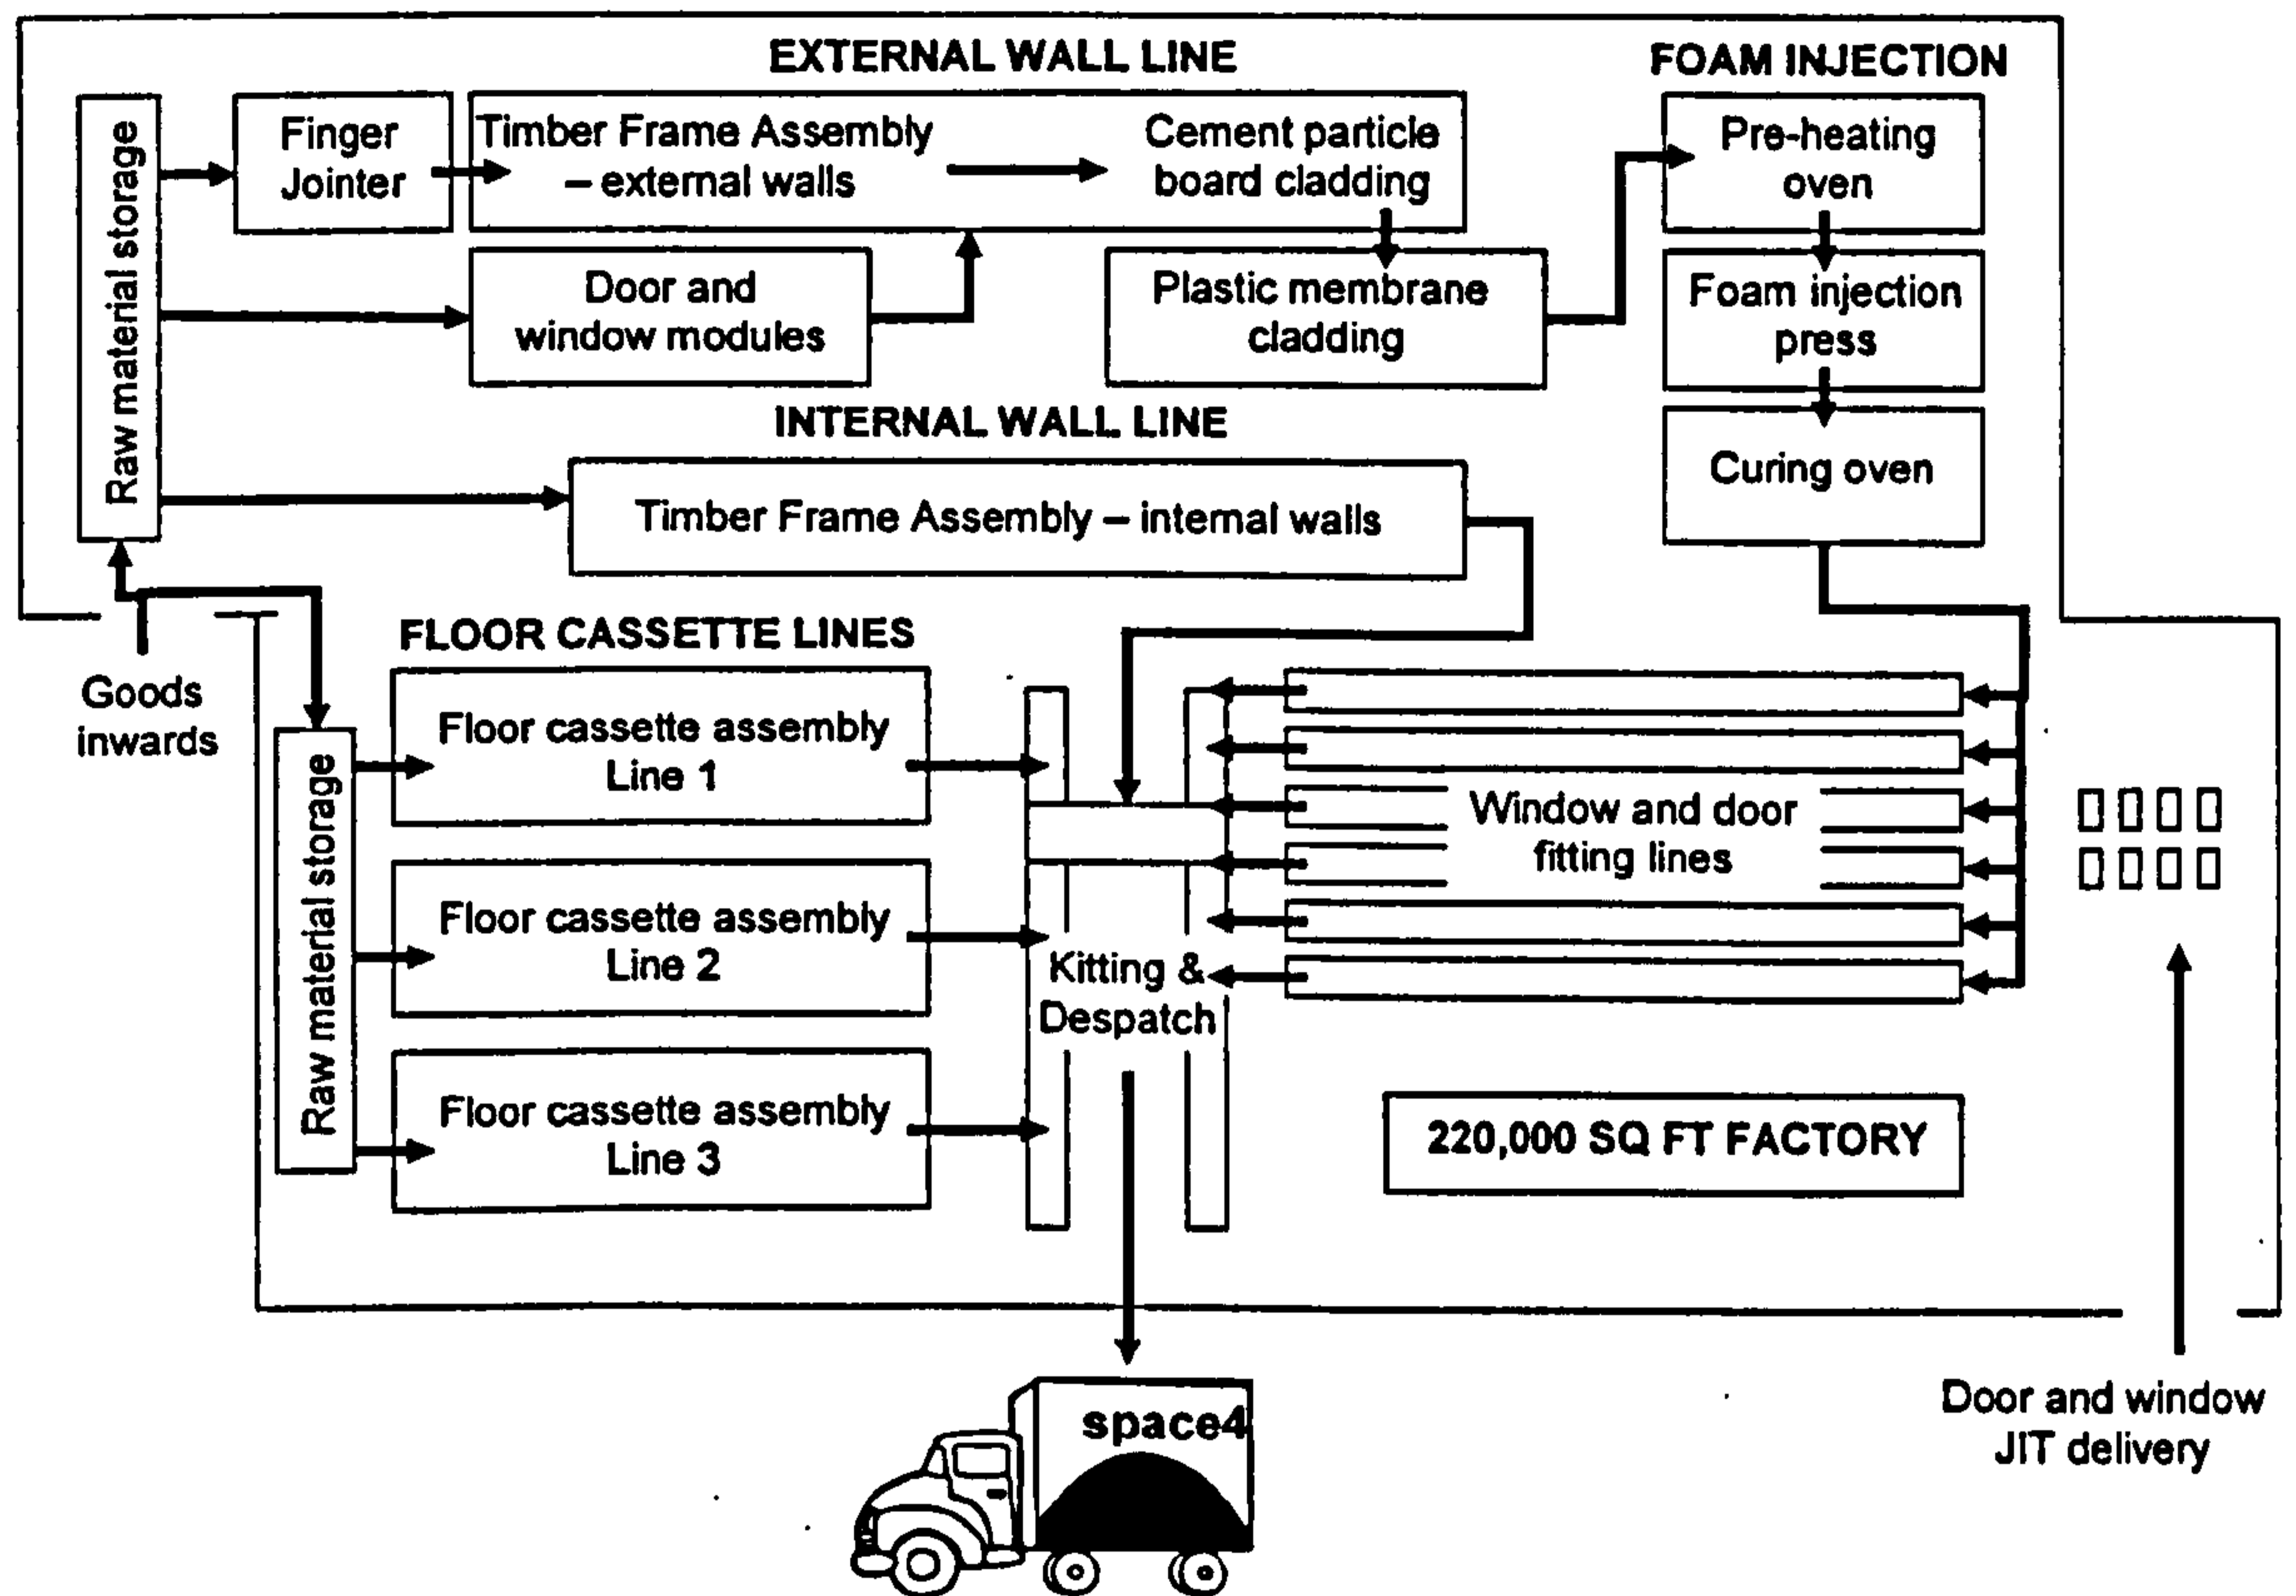 EXTERNAL WALL LINE
FOAM INJECTION
Raw material storage
Finger
Jointer
Timber Frame Assembly
– external walls
Cement particle
board cladding
Pre-heating
oven
Door and
window modules
Plastic membrane
cladding
Foam injection
press
Curing oven
INTERNAL WALL LINE
Timber Frame Assembly – internal walls
Goods
inwards
FLOOR CASSETTE LINES
Raw material storage
Floor cassette assembly
Line 1
Floor cassette assembly
Line 2
Floor cassette assembly
Line 3
Kitting &
Despatch
Window and door
fitting lines
220,000 SQ FT FACTORY
space4
Door and window
JIT delivery